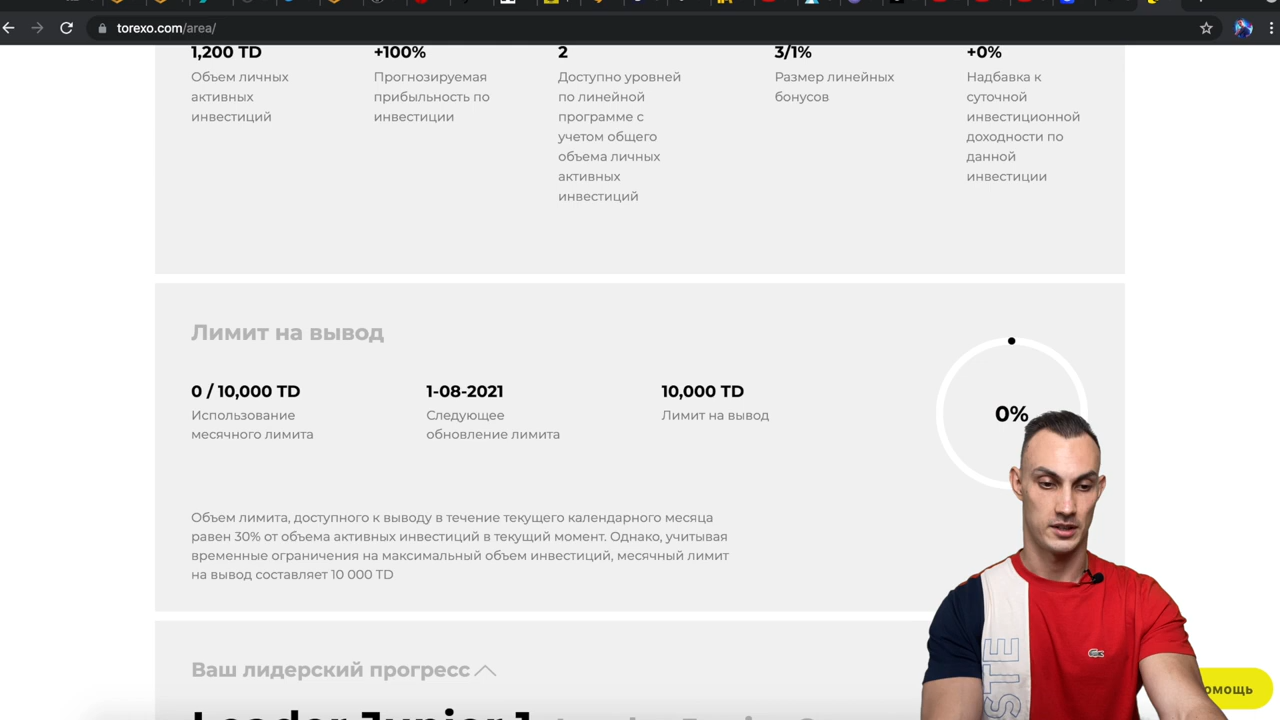 torexo.com/area/
1,200 TD
Объем личных
активных
инвестиций
+100%
Прогнозируемая
прибыльность по
инвестиции
2
Доступно уровней
по линейной
программе с
учетом общего
объема личных
активных
инвестиций
3/1%
Размер линейных
бонусов
+0%
Надбавка к
суточной
инвестиционной
доходности по
данной
инвестиции
Лимит на вывод
0 / 10,000 TD
Использование
месячного лимита
1-08-2021
Следующее
обновление лимита
10,000 TD
Лимит на вывод
0%
Объем лимита, доступного к выводу в течение текущего календарного месяца
равен 30% от объема активных инвестиций в текущий момент. Однако, учитывая
временные ограничения на максимальный объем инвестиций, месячный лимит
на вывод составляет 10 000 TD
Ваш лидерский прогресс
Leader Junior 1
омощь